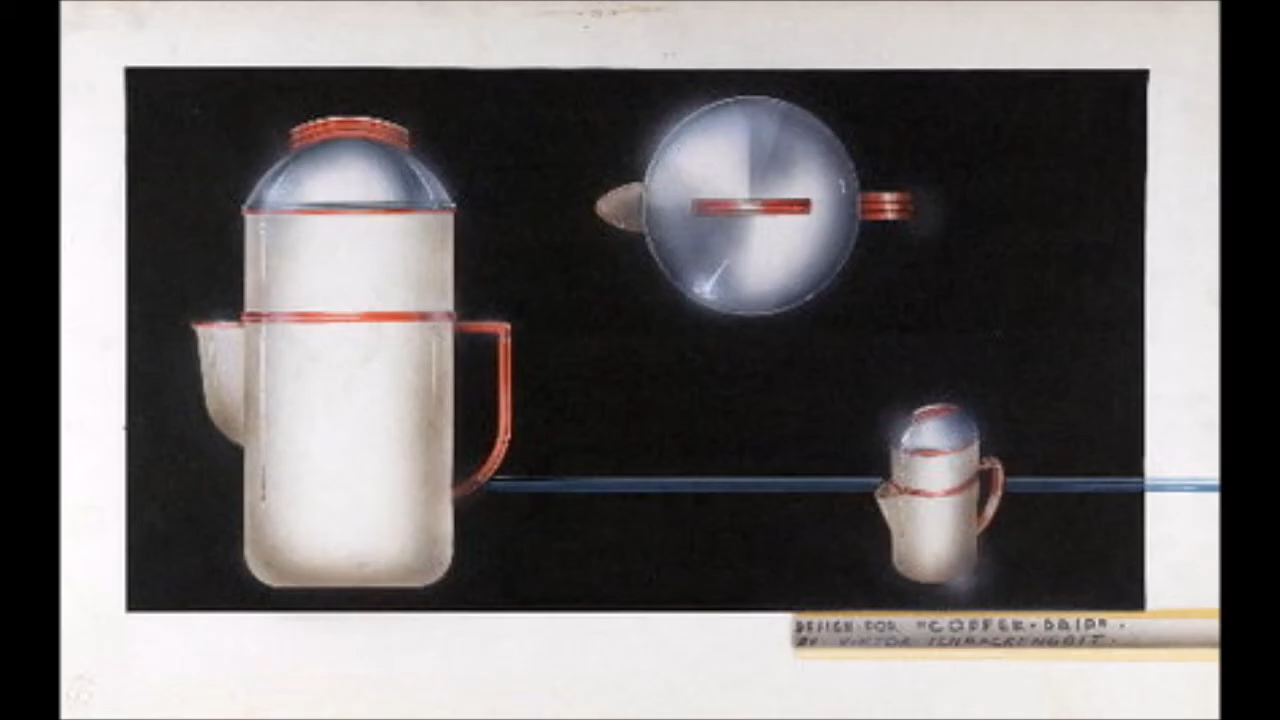 DESIGN · FOR "COFFEE · DRIP" ·
BY · VIKTOR · SCHRECKENGOST ·